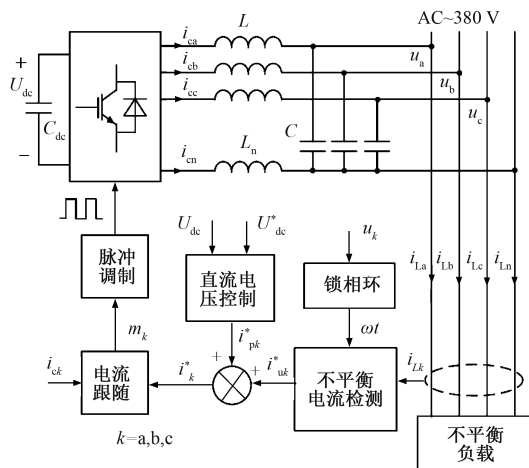 AC~380 V
i_ca
L
i_cb
u_a
+
U_dc
C_dc
−
i_cc
u_b
u_c
i_cn
L_n
C
U_dc
U*_dc
u_k
i_La
i_Lb
i_Lc
i_Ln
脉冲
调制
直流电
压控制
锁相环
m_k
i*_pk
ωt
i_ck
电流
跟随
i*_k
+
+
i*_uk
不平衡
电流检测
i_Lk
k=a,b,c
不平衡
负载